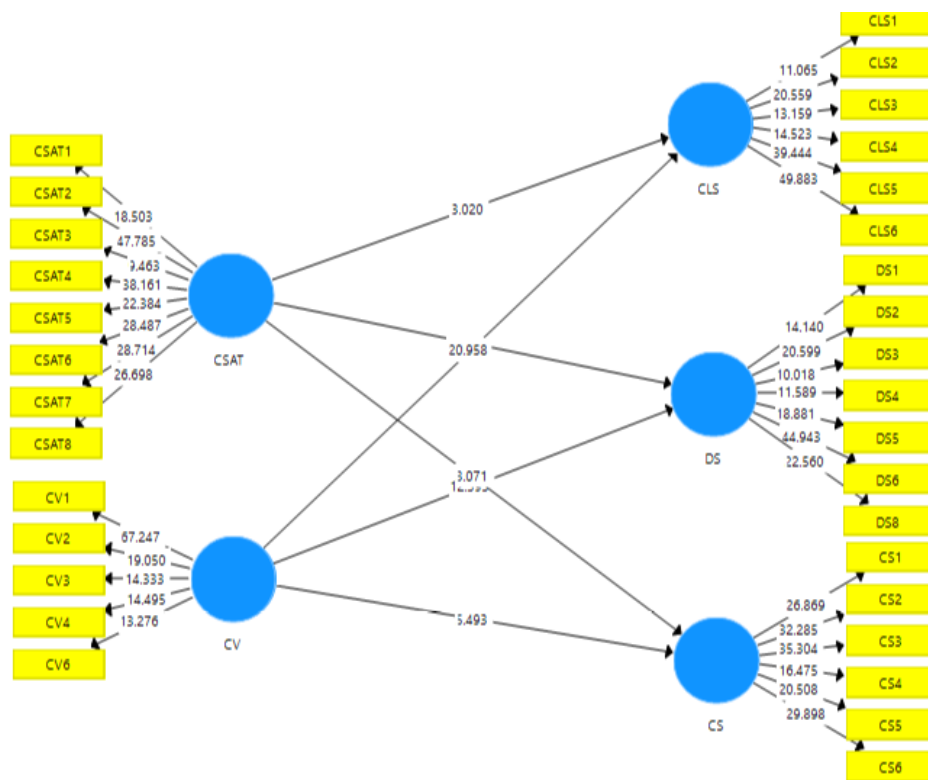 CSAT1
CSAT2
CSAT3
CSAT4
CSAT5
CSAT6
CSAT7
CSAT8
18.503
47.785
9.463
38.161
22.384
28.487
28.714
26.698
CSAT
CV1
CV2
CV3
CV4
CV6
67.247
19.050
14.333
14.495
13.276
CV
20.958
CLS
11.065
20.559
13.159
14.523
39.444
49.883
CLS1
CLS2
CLS3
CLS4
CLS5
CLS6
DS
14.140
20.599
10.018
11.589
18.881
44.943
22.560
DS1
DS2
DS3
DS4
DS5
DS6
DS8
CS
26.869
32.285
35.304
16.475
20.508
29.898
CS1
CS2
CS3
CS4
CS5
CS6